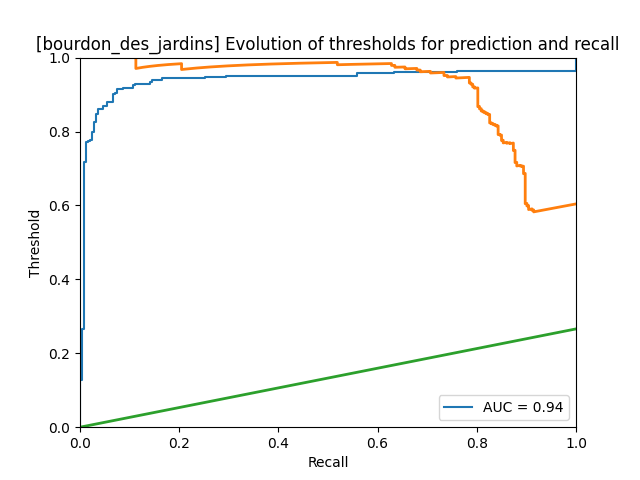 [bourdon_des_jardins] Evolution of thresholds for prediction and recall
1.0
0.8
0.6
0.4
0.2
0.0
Threshold
AUC = 0.94
0.0 0.2 0.4 0.6 0.8 1.0
Recall